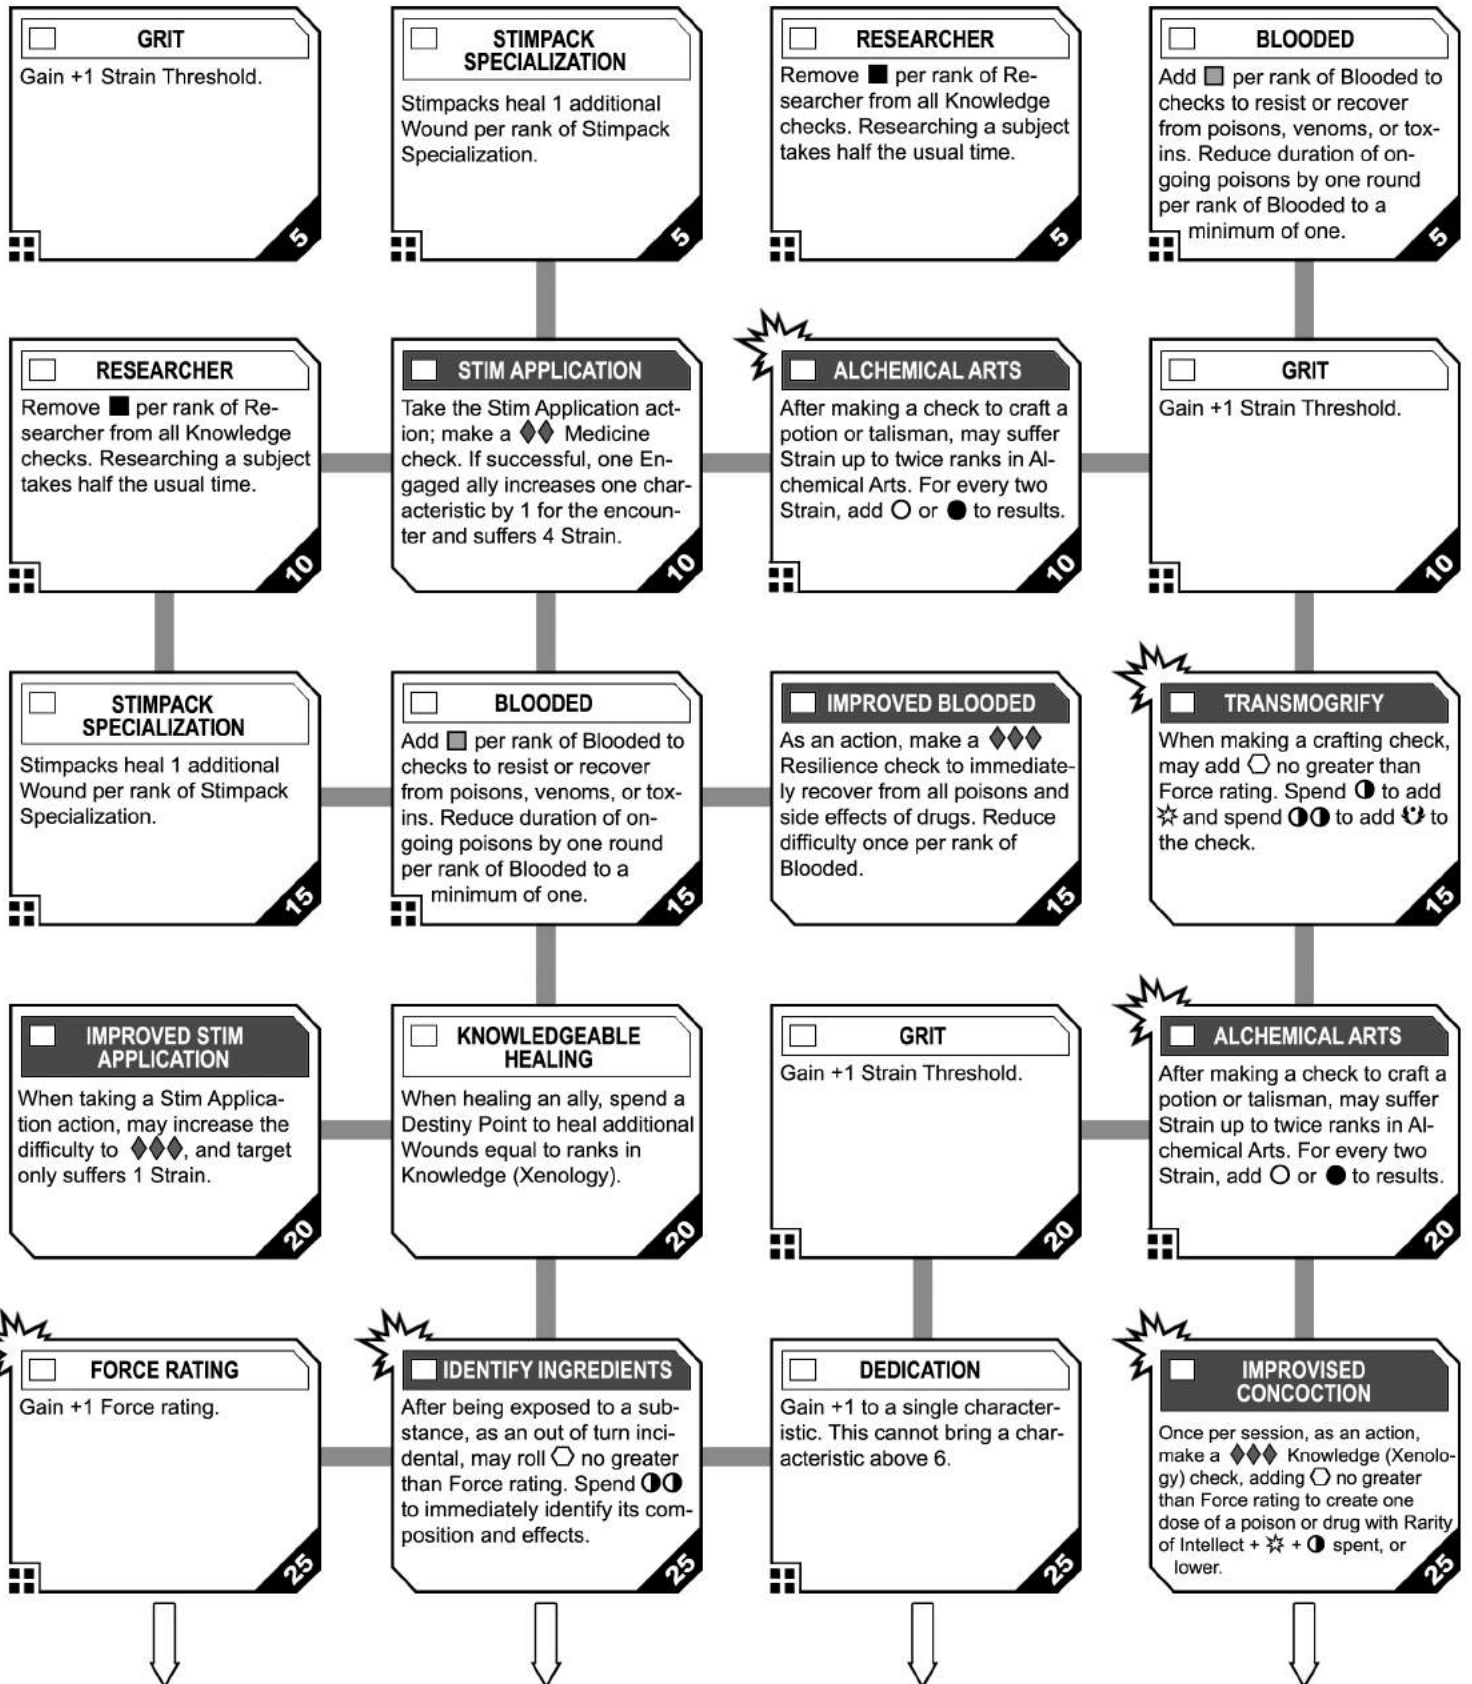 GRIT
Gain +1 Strain Threshold.
5
STIMPACK
SPECIALIZATION
Stimpacks heal 1 additional
Wound per rank of Stimpack
Specialization.
5
RESEARCHER
Remove ■ per rank of Re-
searcher from all Knowledge
checks. Researching a subject
takes half the usual time.
5
BLOODED
Add per rank of Blooded to
checks to resist or recover
from poisons, venoms, or tox-
ins. Reduce duration of on-
going poisons by one round
per rank of Blooded to a
minimum of one.
5
RESEARCHER
Remove ■ per rank of Re-
searcher from all Knowledge
checks. Researching a subject
takes half the usual time.
10
STIM APPLICATION
Take the Stim Application act-
ion; make a ♦♦ Medicine
check. If successful, one En-
gaged ally increases one char-
acteristic by 1 for the encoun-
ter and suffers 4 Strain.
10
ALCHEMICAL ARTS
After making a check to craft a
potion or talisman, may suffer
Strain up to twice ranks in Al-
chemical Arts. For every two
Strain, add ○ or ● to results.
10
GRIT
Gain +1 Strain Threshold.
10
STIMPACK
SPECIALIZATION
Stimpacks heal 1 additional
Wound per rank of Stimpack
Specialization.
15
BLOODED
Add per rank of Blooded to
checks to resist or recover
from poisons, venoms, or tox-
ins. Reduce duration of on-
going poisons by one round
per rank of Blooded to a
minimum of one.
15
IMPROVED BLOODED
As an action, make a ♦♦♦
Resilience check to immediate-
ly recover from all poisons and
side effects of drugs. Reduce
difficulty once per rank of
Blooded.
15
TRANSMOGRIFY
When making a crafting check,
may add ⬡ no greater than
Force rating. Spend ◑ to add
and spend ◑◑ to add to
the check.
15
IMPROVED STIM
APPLICATION
When taking a Stim Applica-
tion action, may increase the
difficulty to ♦♦♦, and target
only suffers 1 Strain.
20
KNOWLEDGEABLE
HEALING
When healing an ally, spend a
Destiny Point to heal additional
Wounds equal to ranks in
Knowledge (Xenology).
20
GRIT
Gain +1 Strain Threshold.
20
ALCHEMICAL ARTS
After making a check to craft a
potion or talisman, may suffer
Strain up to twice ranks in Al-
chemical Arts. For every two
Strain, add ○ or ● to results.
20
FORCE RATING
Gain +1 Force rating.
25
IDENTIFY INGREDIENTS
After being exposed to a sub-
stance, as an out of turn inci-
dental, may roll ⬡ no greater
than Force rating. Spend ◑◑
to immediately identify its com-
position and effects.
25
DEDICATION
Gain +1 to a single character-
istic. This cannot bring a char-
acteristic above 6.
25
IMPROVISED
CONCOCTION
Once per session, as an action,
make a ♦♦♦ Knowledge (Xenolo-
gy) check, adding ⬡ no greater
than Force rating to create one
dose of a poison or drug with Rarity
of Intellect + + ◑ spent, or
lower.
25